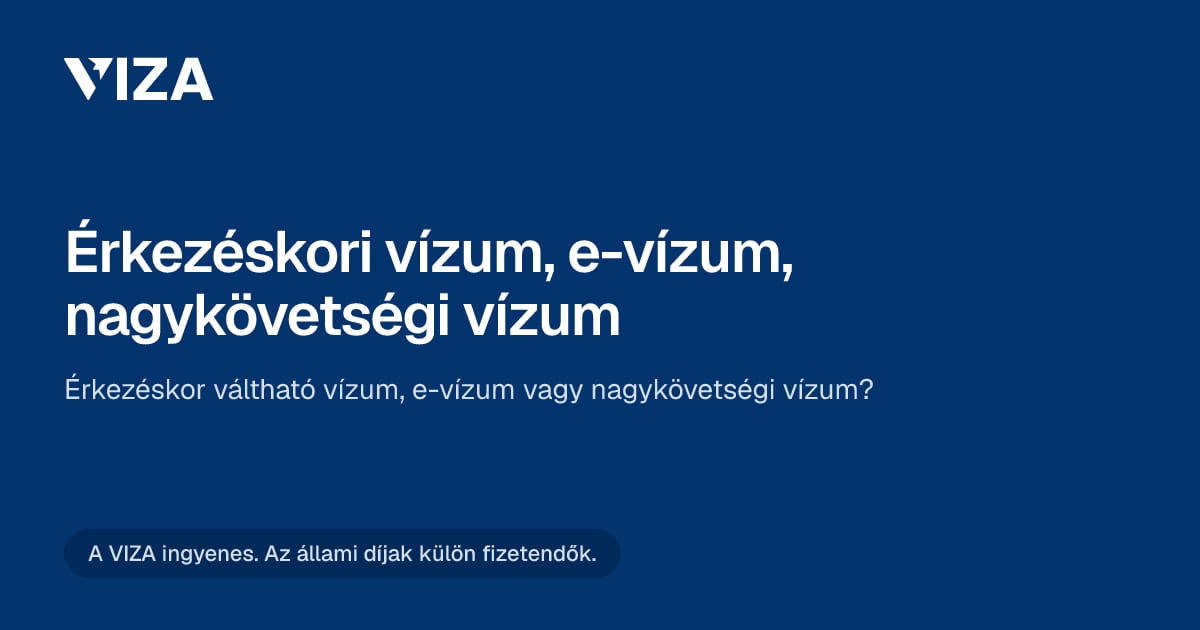 VIZA
Érkezéskori vízum, e-vízum,
nagykövetségi vízum
Érkezéskor váltható vízum, e-vízum vagy nagykövetségi vízum?
A VIZA ingyenes. Az állami díjak külön fizetendők.